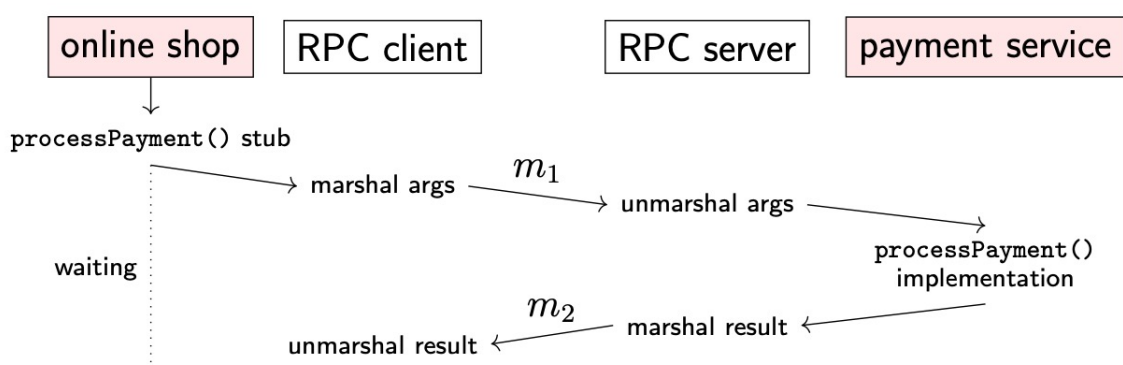 online shop
RPC client
RPC server
payment service
processPayment() stub
m₁
marshal args
unmarshal args
processPayment()
implementation
waiting
m₂
marshal result
unmarshal result